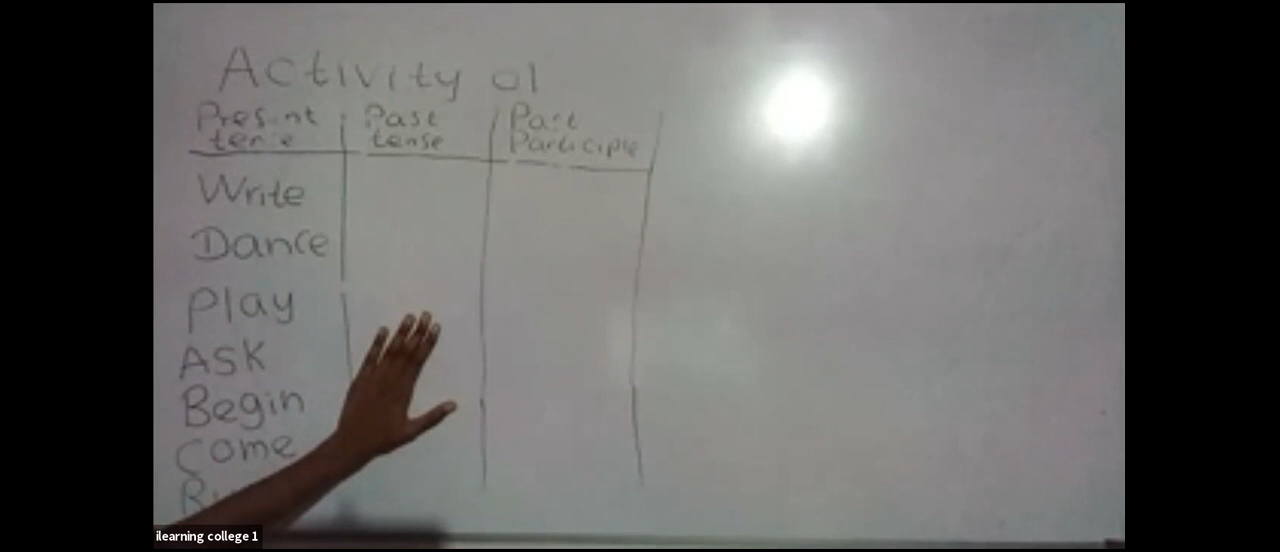 Activity 01
Present Past Past
tense tense Participle
Write
Dance
Play
ASK
Begin
Come
ilearning college 1